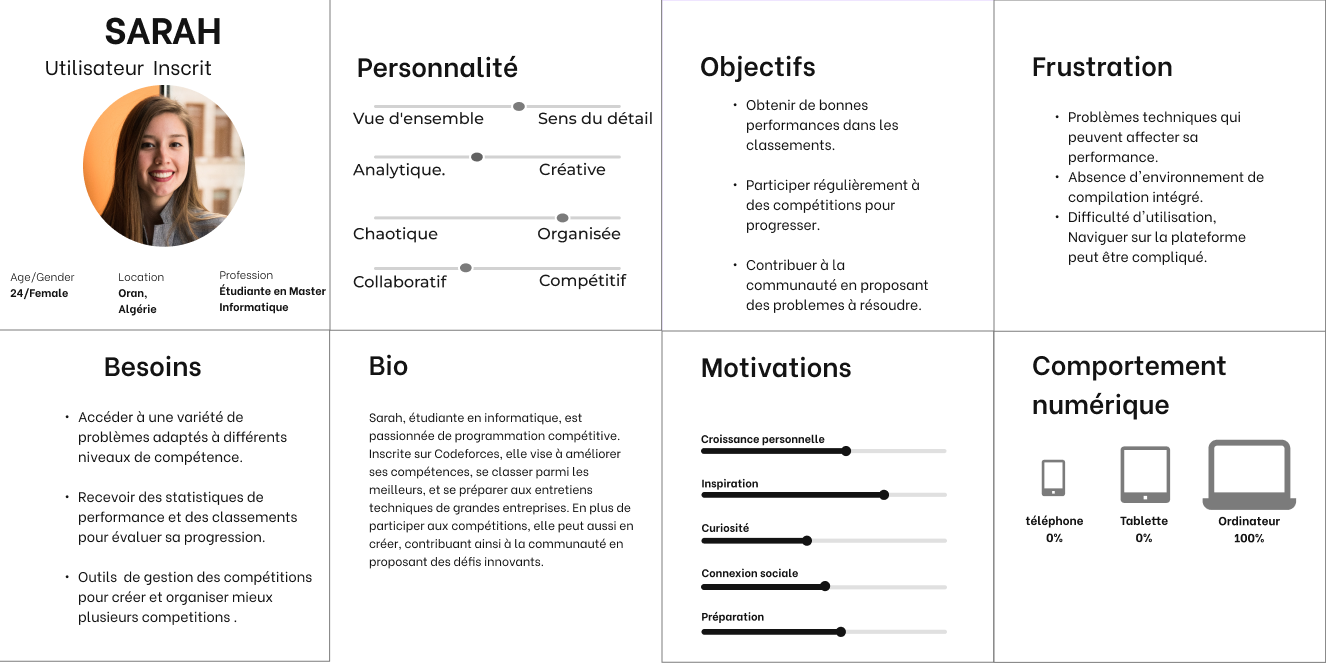 SARAH
Utilisateur Inscrit
Age/Gender
24/Female
Location
Oran,
Algérie
Profession
Étudiante en Master
Informatique
Personnalité
Vue d'ensemble Sens du détail
Analytique. Créative
Chaotique Organisée
Collaboratif Compétitif
Objectifs
• Obtenir de bonnes
performances dans les
classements.
• Participer régulièrement à
des compétitions pour
progresser.
• Contribuer à la
communauté en proposant
des problemes à résoudre.
Frustration
• Problèmes techniques qui
peuvent affecter sa
performance.
• Absence d'environnement de
compilation intégré.
• Difficulté d'utilisation,
Naviguer sur la plateforme
peut être compliqué.
Besoins
• Accéder à une variété de
problèmes adaptés à différents
niveaux de compétence.
• Recevoir des statistiques de
performance et des classements
pour évaluer sa progression.
• Outils de gestion des compétitions
pour créer et organiser mieux
plusieurs competitions .
Bio
Sarah, étudiante en informatique, est
passionnée de programmation compétitive.
Inscrite sur Codeforces, elle vise à améliorer
ses compétences, se classer parmi les
meilleurs, et se préparer aux entretiens
techniques de grandes entreprises. En plus de
participer aux compétitions, elle peut aussi en
créer, contribuant ainsi à la communauté en
proposant des défis innovants.
Motivations
Croissance personnelle
Inspiration
Curiosité
Connexion sociale
Préparation
Comportement
numérique
téléphone
0%
Tablette
0%
Ordinateur
100%